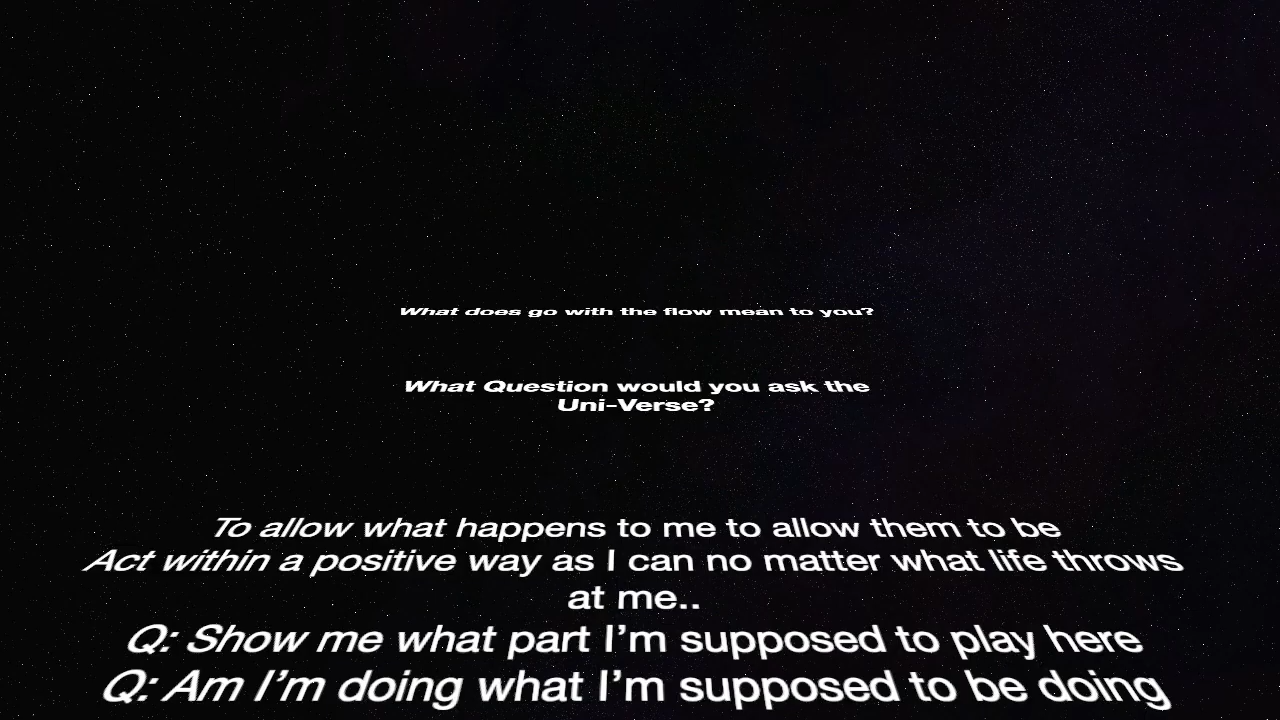 What does go with the flow mean to you?
What Question would you ask the
Uni-Verse?
To allow what happens to me to allow them to be
Act within a positive way as I can no matter what life throws
at me..
Q: Show me what part I'm supposed to play here
Q: Am I'm doing what I'm supposed to be doing